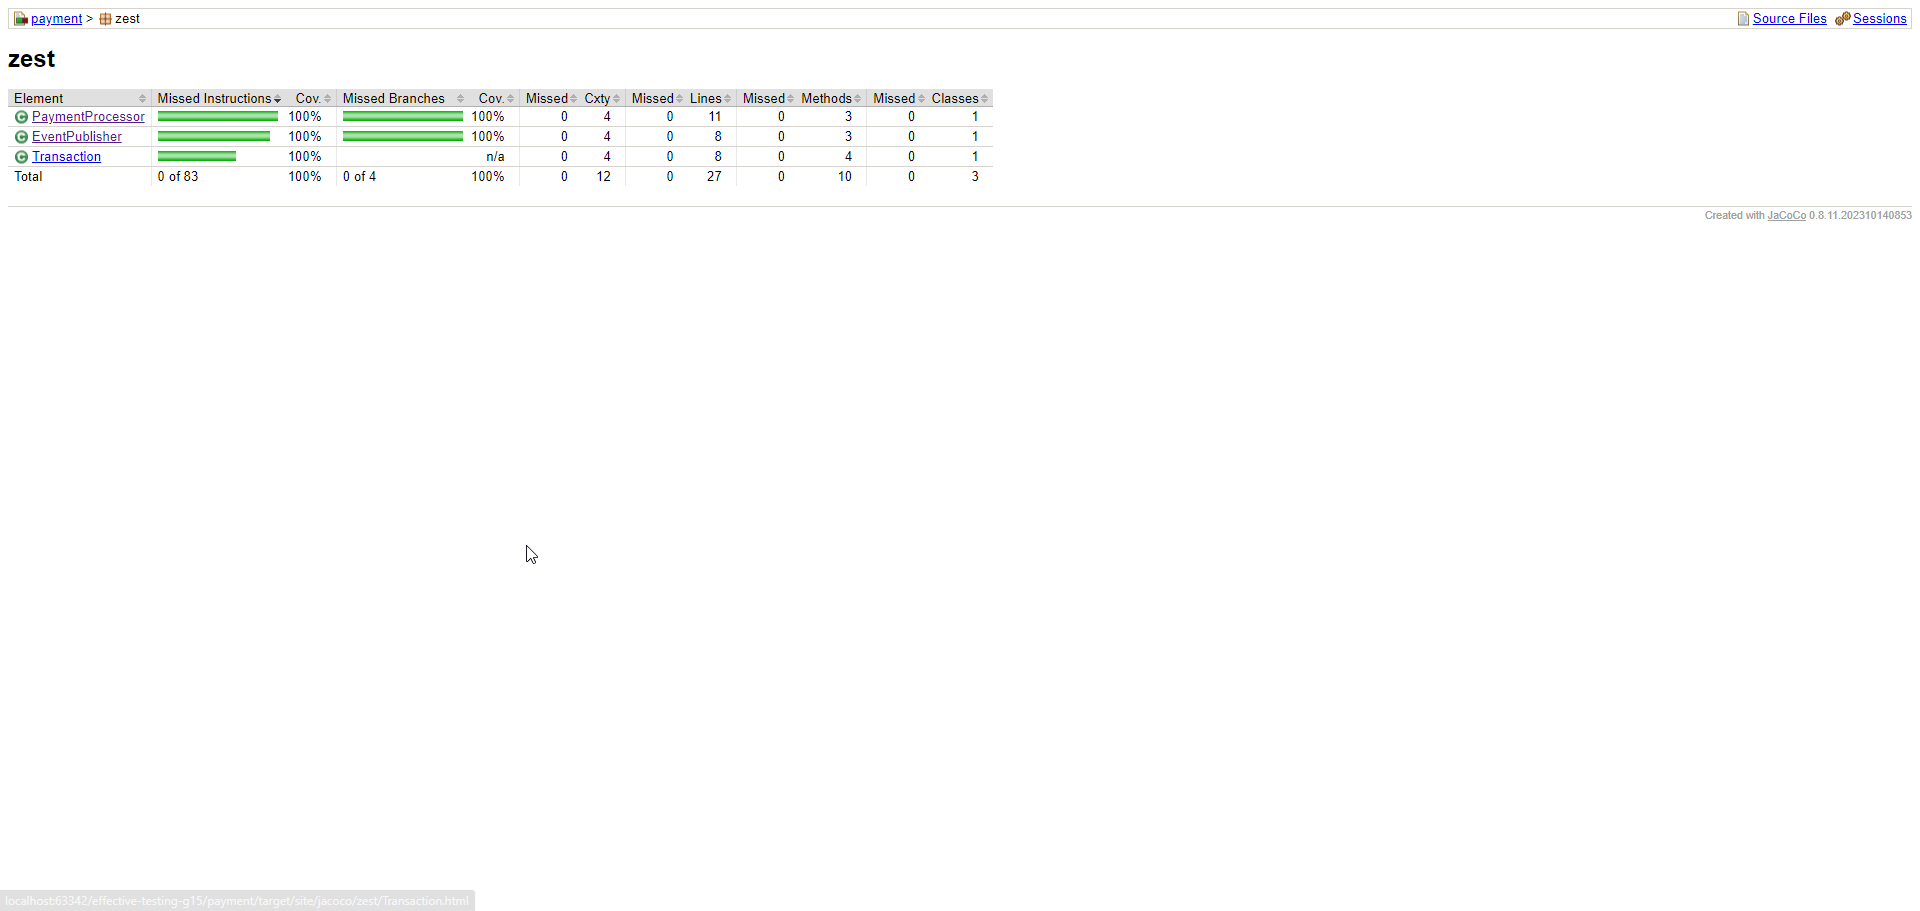 payment > zest Source Files Sessions
zest
Element Missed Instructions Cov. Missed Branches Cov. Missed Cxty Missed Lines Missed Methods Missed Classes
PaymentProcessor 100% 100% 0 4 0 11 0 3 0 1
EventPublisher 100% 100% 0 4 0 8 0 3 0 1
Transaction 100% n/a 0 4 0 8 0 4 0 1
Total 0 of 83 100% 0 of 4 100% 0 12 0 27 0 10 0 3
Created with JaCoCo 0.8.11.202310140853
localhost:63342/effective-testing-g15/payment/target/site/jacoco/zest/Transaction.html